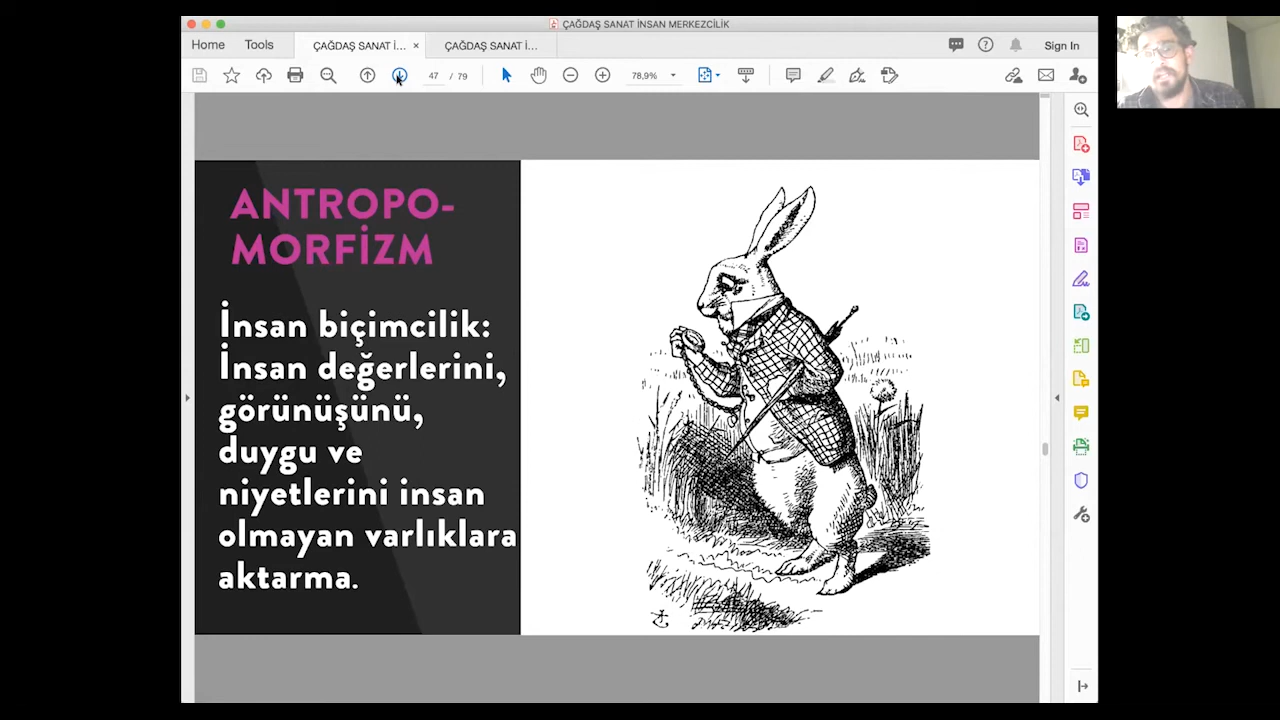 ÇAĞDAŞ SANAT İNSAN MERKEZCİLİK
Home Tools ÇAĞDAŞ SANAT İ... × ÇAĞDAŞ SANAT İ... Sign In
47 / 79 78,9%
ANTROPO-
MORFİZM
İnsan biçimcilik:
İnsan değerlerini,
görünüşünü,
duygu ve
niyetlerini insan
olmayan varlıklara
aktarma.